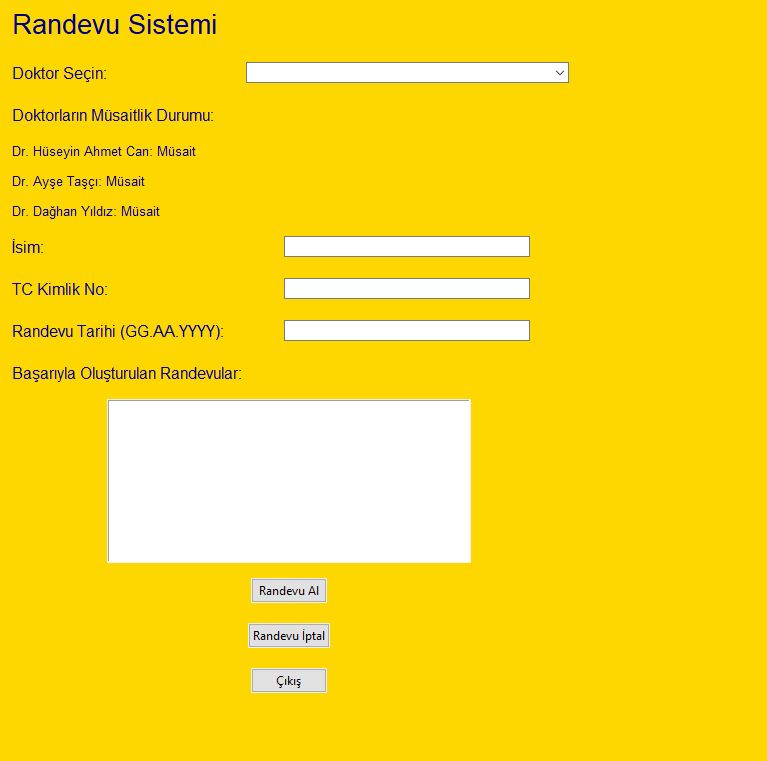 Randevu Sistemi
Doktor Seçin:
Doktorların Müsaitlik Durumu:
Dr. Hüseyin Ahmet Can: Müsait
Dr. Ayşe Taşçı: Müsait
Dr. Dağhan Yıldız: Müsait
İsim:
TC Kimlik No:
Randevu Tarihi (GG.AA.YYYY):
Başarıyla Oluşturulan Randevular:
Randevu Al
Randevu İptal
Çıkış